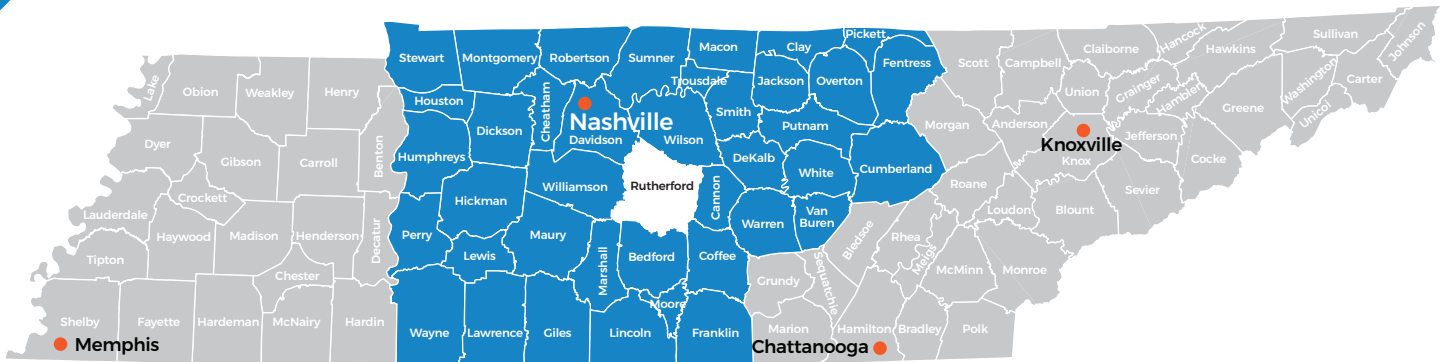 Stewart
Montgomery
Robertson
Sumner
Macon
Clay
Pickett
Fentress
Scott
Campbell
Claiborne
Hancock
Hawkins
Sullivan
Johnson
Lake
Obion
Weakley
Henry
Houston
Dickson
Cheatham
Nashville
Davidson
Wilson
Trousdale
Smith
Jackson
Overton
Putnam
Morgan
Anderson
Union
Grainger
Hamblen
Greene
Washington
Unicoi
Carter
Dyer
Gibson
Carroll
Benton
Humphreys
Hickman
Williamson
Rutherford
Cannon
DeKalb
White
Cumberland
Roane
Knoxville
Knox
Jefferson
Cocke
Sevier
Lauderdale
Crockett
Haywood
Madison
Henderson
Decatur
Perry
Lewis
Maury
Marshall
Bedford
Coffee
Warren
Van
Buren
Bledsoe
Rhea
Meigs
Loudon
Blount
Tipton
Chester
Moore
Grundy
Sequatchie
McMinn
Monroe
Shelby
Fayette
Hardeman
McNairy
Hardin
Wayne
Lawrence
Giles
Lincoln
Franklin
Marion
Hamilton
Bradley
Polk
Memphis
Chattanooga